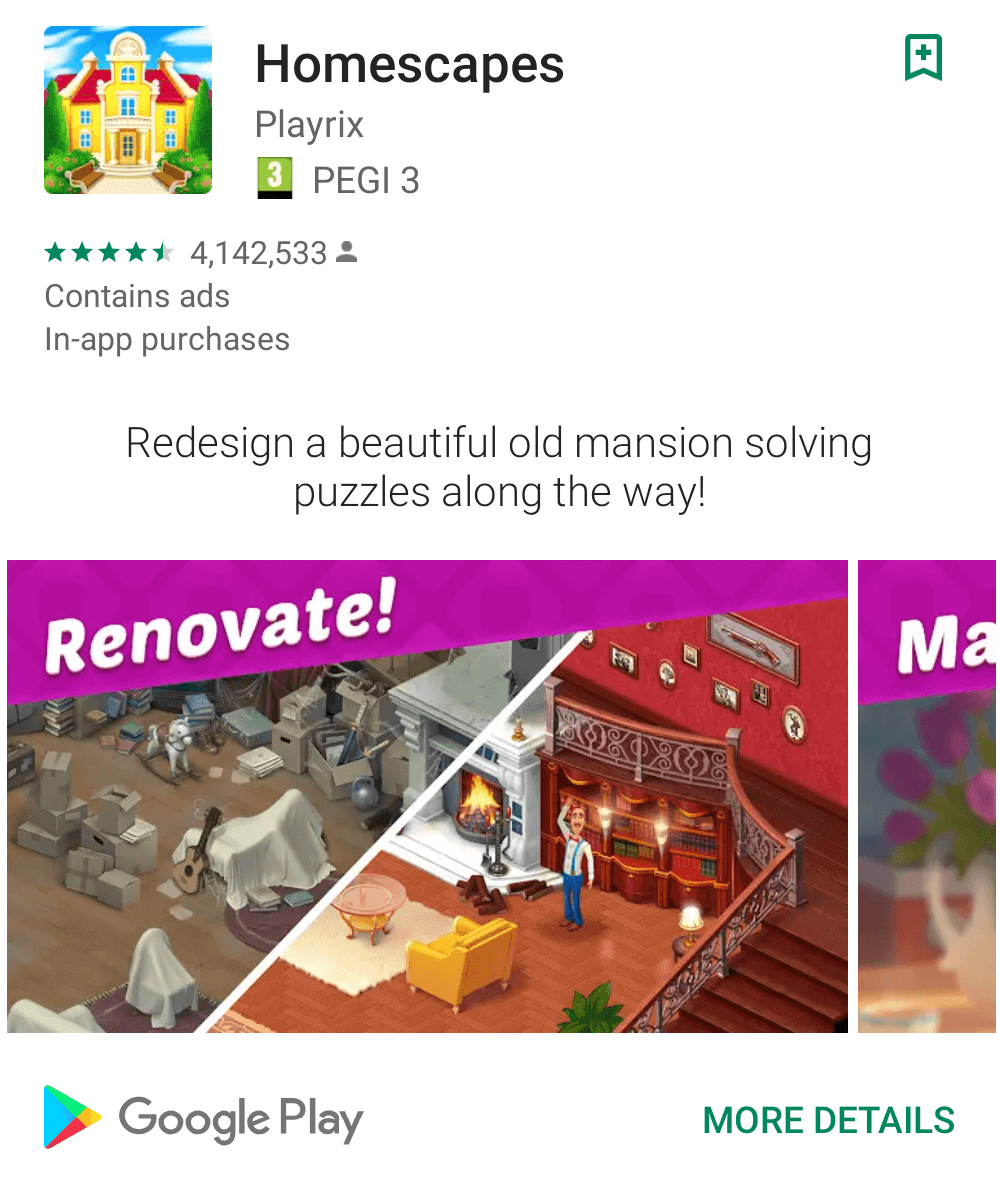 Homescapes
Playrix
3 PEGI 3
4,142,533
Contains ads
In-app purchases
Redesign a beautiful old mansion solving
puzzles along the way!
Renovate!
Ma
Google Play
MORE DETAILS